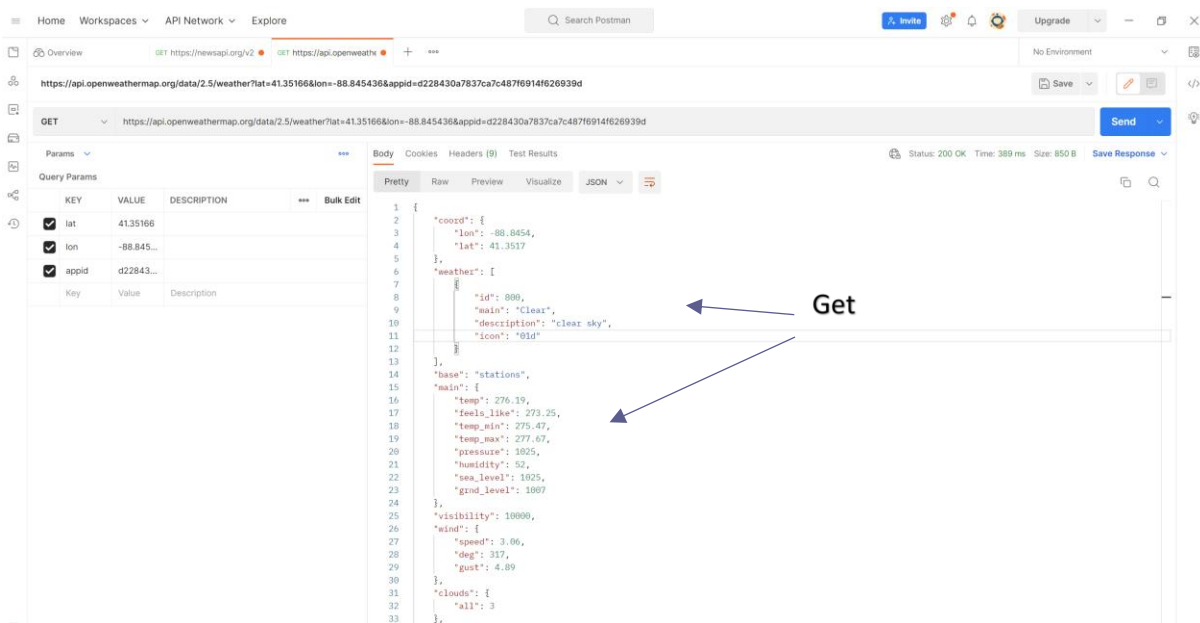 Home Workspaces API Network Explore Search Postman Invite Upgrade
Overview GET https://newsapi.org/v2 GET https://api.openweathe No Environment
https://api.openweathermap.org/data/2.5/weather?lat=41.35166&lon=-88.845436&appid=d228430a7837ca7c487f6914f626939d Save
GET https://api.openweathermap.org/data/2.5/weather?lat=41.35166&lon=-88.845436&appid=d228430a7837ca7c487f6914f626939d Send
Params Body Cookies Headers (9) Test Results Status: 200 OK Time: 389 ms Size: 850 B Save Response
Query Params
Pretty Raw Preview Visualize JSON
KEY VALUE DESCRIPTION Bulk Edit
lat 41.35166
lon -88.845...
appid d22843...
Key Value Description
1 {
2 "coord": {
3 "lon": -88.8454,
4 "lat": 41.3517
5 },
6 "weather": [
7 {
8 "id": 800,
9 "main": "Clear",
10 "description": "clear sky",
11 "icon": "01d"
12 }
13 ],
14 "base": "stations",
15 "main": {
16 "temp": 276.19,
17 "feels_like": 273.25,
18 "temp_min": 275.47,
19 "temp_max": 277.67,
20 "pressure": 1025,
21 "humidity": 52,
22 "sea_level": 1025,
23 "grnd_level": 1007
24 },
25 "visibility": 10000,
26 "wind": {
27 "speed": 3.06,
28 "deg": 317,
29 "gust": 4.89
30 },
31 "clouds": {
32 "all": 3
33 },
Get